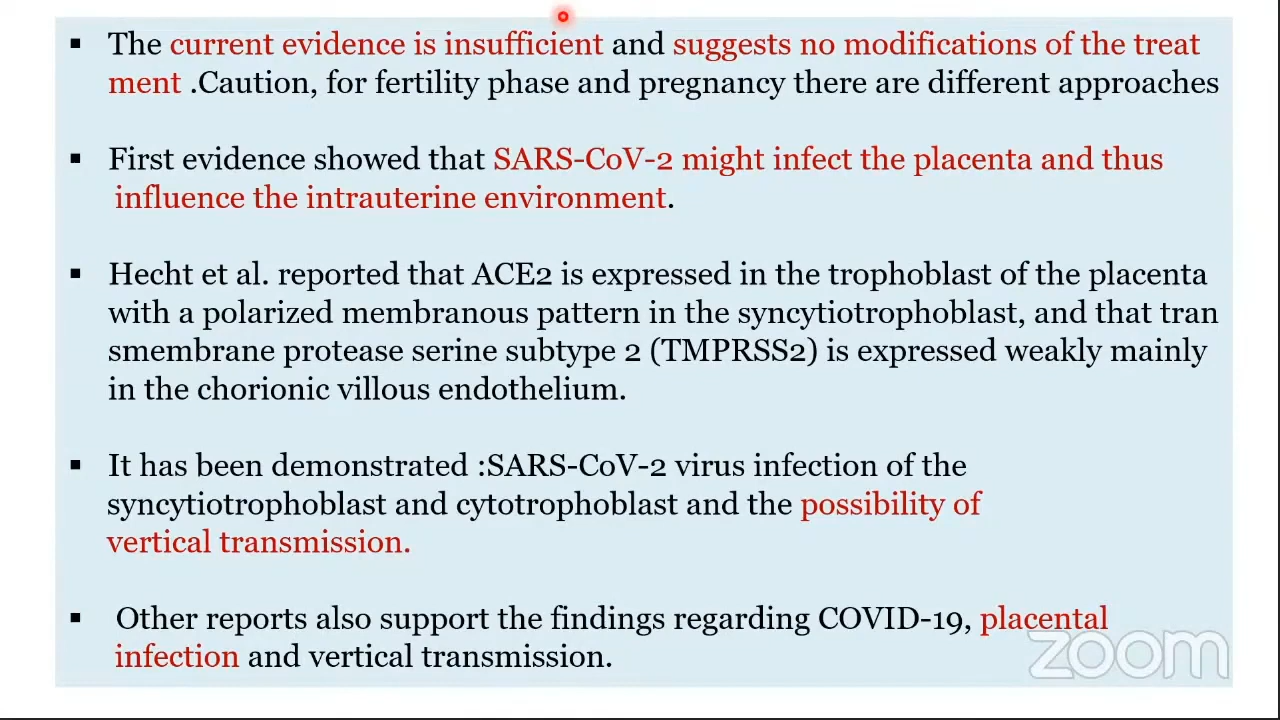 ▪ The current evidence is insufficient and suggests no modifications of the treat
ment .Caution, for fertility phase and pregnancy there are different approaches
▪ First evidence showed that SARS-CoV-2 might infect the placenta and thus
influence the intrauterine environment.
▪ Hecht et al. reported that ACE2 is expressed in the trophoblast of the placenta
with a polarized membranous pattern in the syncytiotrophoblast, and that tran
smembrane protease serine subtype 2 (TMPRSS2) is expressed weakly mainly
in the chorionic villous endothelium.
▪ It has been demonstrated :SARS-CoV-2 virus infection of the
syncytiotrophoblast and cytotrophoblast and the possibility of
vertical transmission.
▪ Other reports also support the findings regarding COVID-19, placental
infection and vertical transmission.
zoom